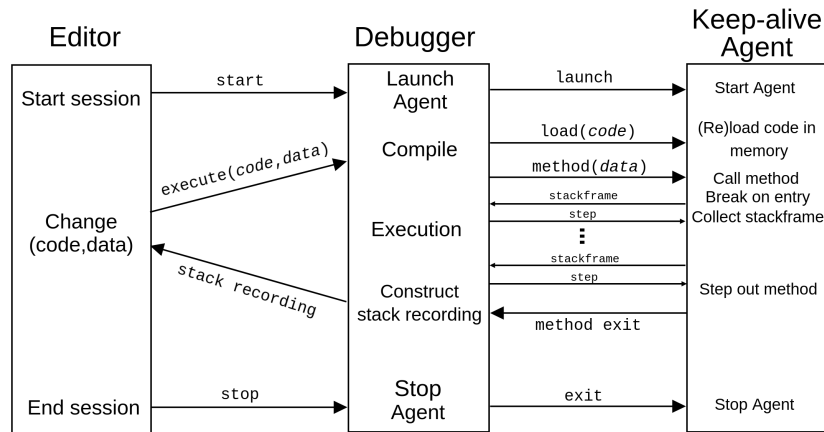 Editor
Debugger
Keep-alive
Agent
Start session
start
Launch
Agent
launch
Start Agent
execute(code,data)
Compile
load(code)
(Re)load code in
memory
method(data)
Call method
Break on entry
Collect stackframe
stackframe
step
Change
(code,data)
Execution
stackframe
step
stack recording
Construct
stack recording
Step out method
method exit
End session
stop
Stop
Agent
exit
Stop Agent